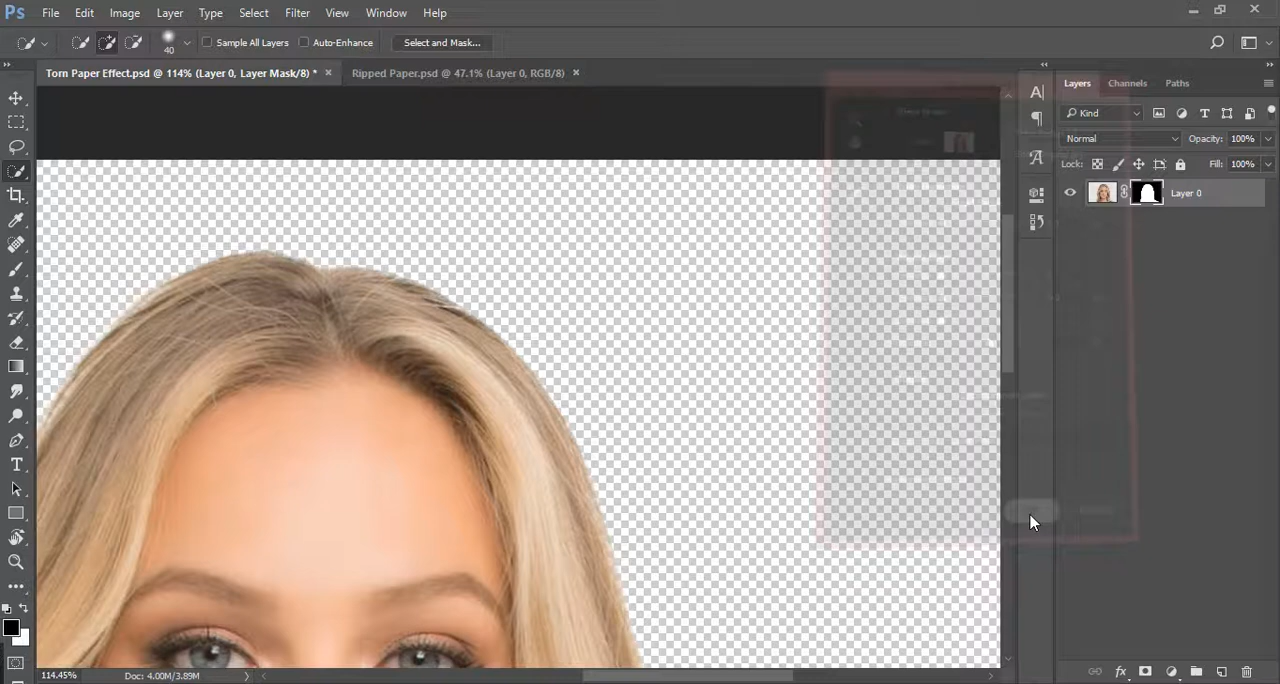 Ps File Edit Image Layer Type Select Filter View Window Help
40 Sample All Layers Auto-Enhance Select and Mask...
Torn Paper Effect.psd @ 114% (Layer 0, Layer Mask/8) * × Ripped Paper.psd @ 47.1% (Layer 0, RGB/8) ×
Layers Channels Paths
Kind
Normal Opacity: 100%
Lock: Fill: 100%
Layer 0
114.45% Doc: 4.00M/3.89M
fx